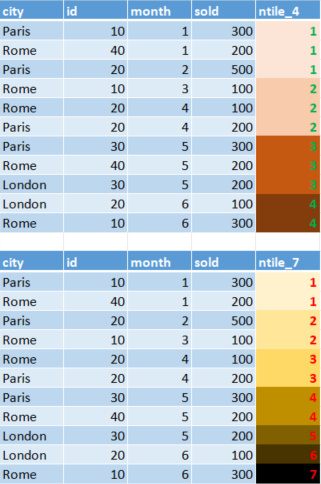 city id month sold ntile_4
Paris 10 1 300 1
Rome 40 1 200 1
Paris 20 2 500 1
Rome 10 3 100 2
Rome 20 4 100 2
Paris 20 4 200 2
Paris 30 5 300 3
Rome 40 5 200 3
London 30 5 200 3
London 20 6 100 4
Rome 10 6 300 4
city id month sold ntile_7
Paris 10 1 300 1
Rome 40 1 200 1
Paris 20 2 500 2
Rome 10 3 100 2
Rome 20 4 100 3
Paris 20 4 200 3
Paris 30 5 300 4
Rome 40 5 200 4
London 30 5 200 5
London 20 6 100 6
Rome 10 6 300 7